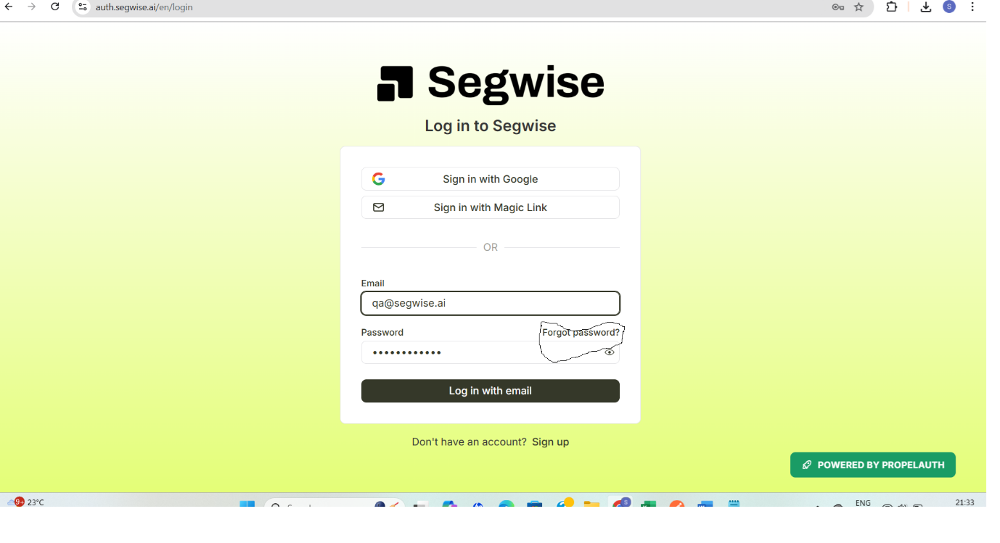 auth.segwise.ai/en/login
S
Segwise
Log in to Segwise
Sign in with Google
Sign in with Magic Link
OR
Email
qa@segwise.ai
Password Forgot password?
••••••••••••
Log in with email
Don't have an account? Sign up
POWERED BY PROPELAUTH
9+ 23°C S ENG 21:33